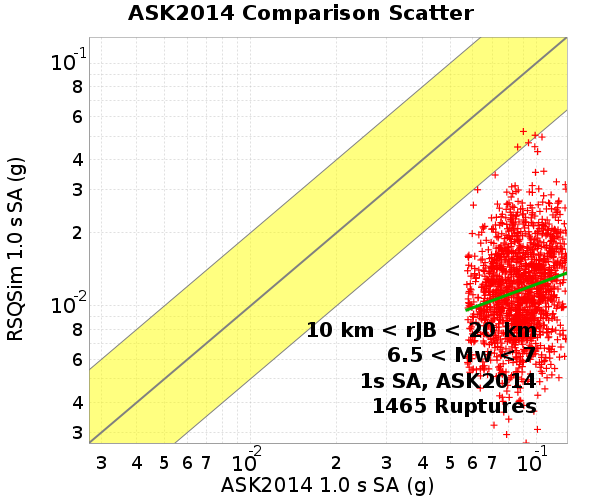 ASK2014 Comparison Scatter
RSQSim 1.0 s SA (g)
10⁻¹
8
6
4
3
2
10⁻²
8
6
4
3
10 km < rJB < 20 km
6.5 < Mw < 7
1s SA, ASK2014
1465 Ruptures
3 4 5 6 7 10⁻² 2 3 4 5 6 7 10⁻¹
ASK2014 1.0 s SA (g)